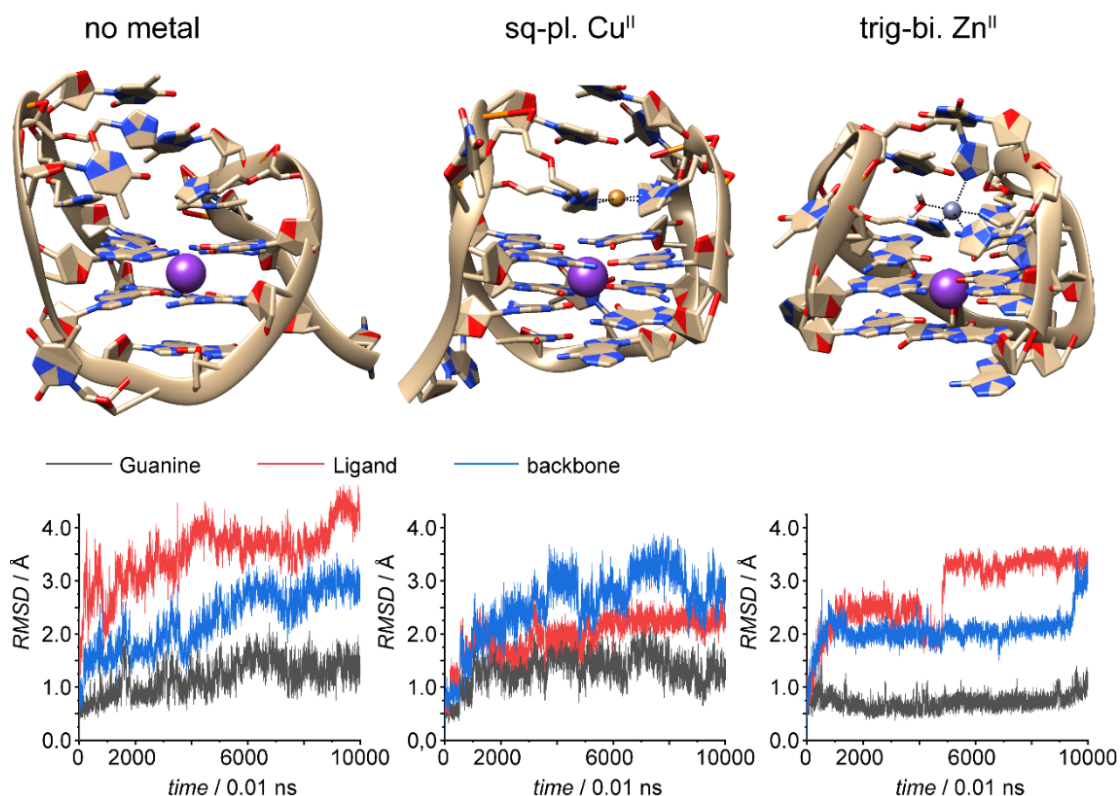 no metal
sq-pl. Cuᴵᴵ
trig-bi. Znᴵᴵ
Guanine
Ligand
backbone
RMSD / Å
4.0
3.0
2.0
1.0
0.0
2000
6000
10000
time / 0.01 ns
RMSD / Å
4.0
3.0
2.0
1.0
0.0
2000
6000
10000
time / 0.01 ns
RMSD / Å
4.0
3.0
2.0
1.0
0.0
2000
6000
10000
time / 0.01 ns